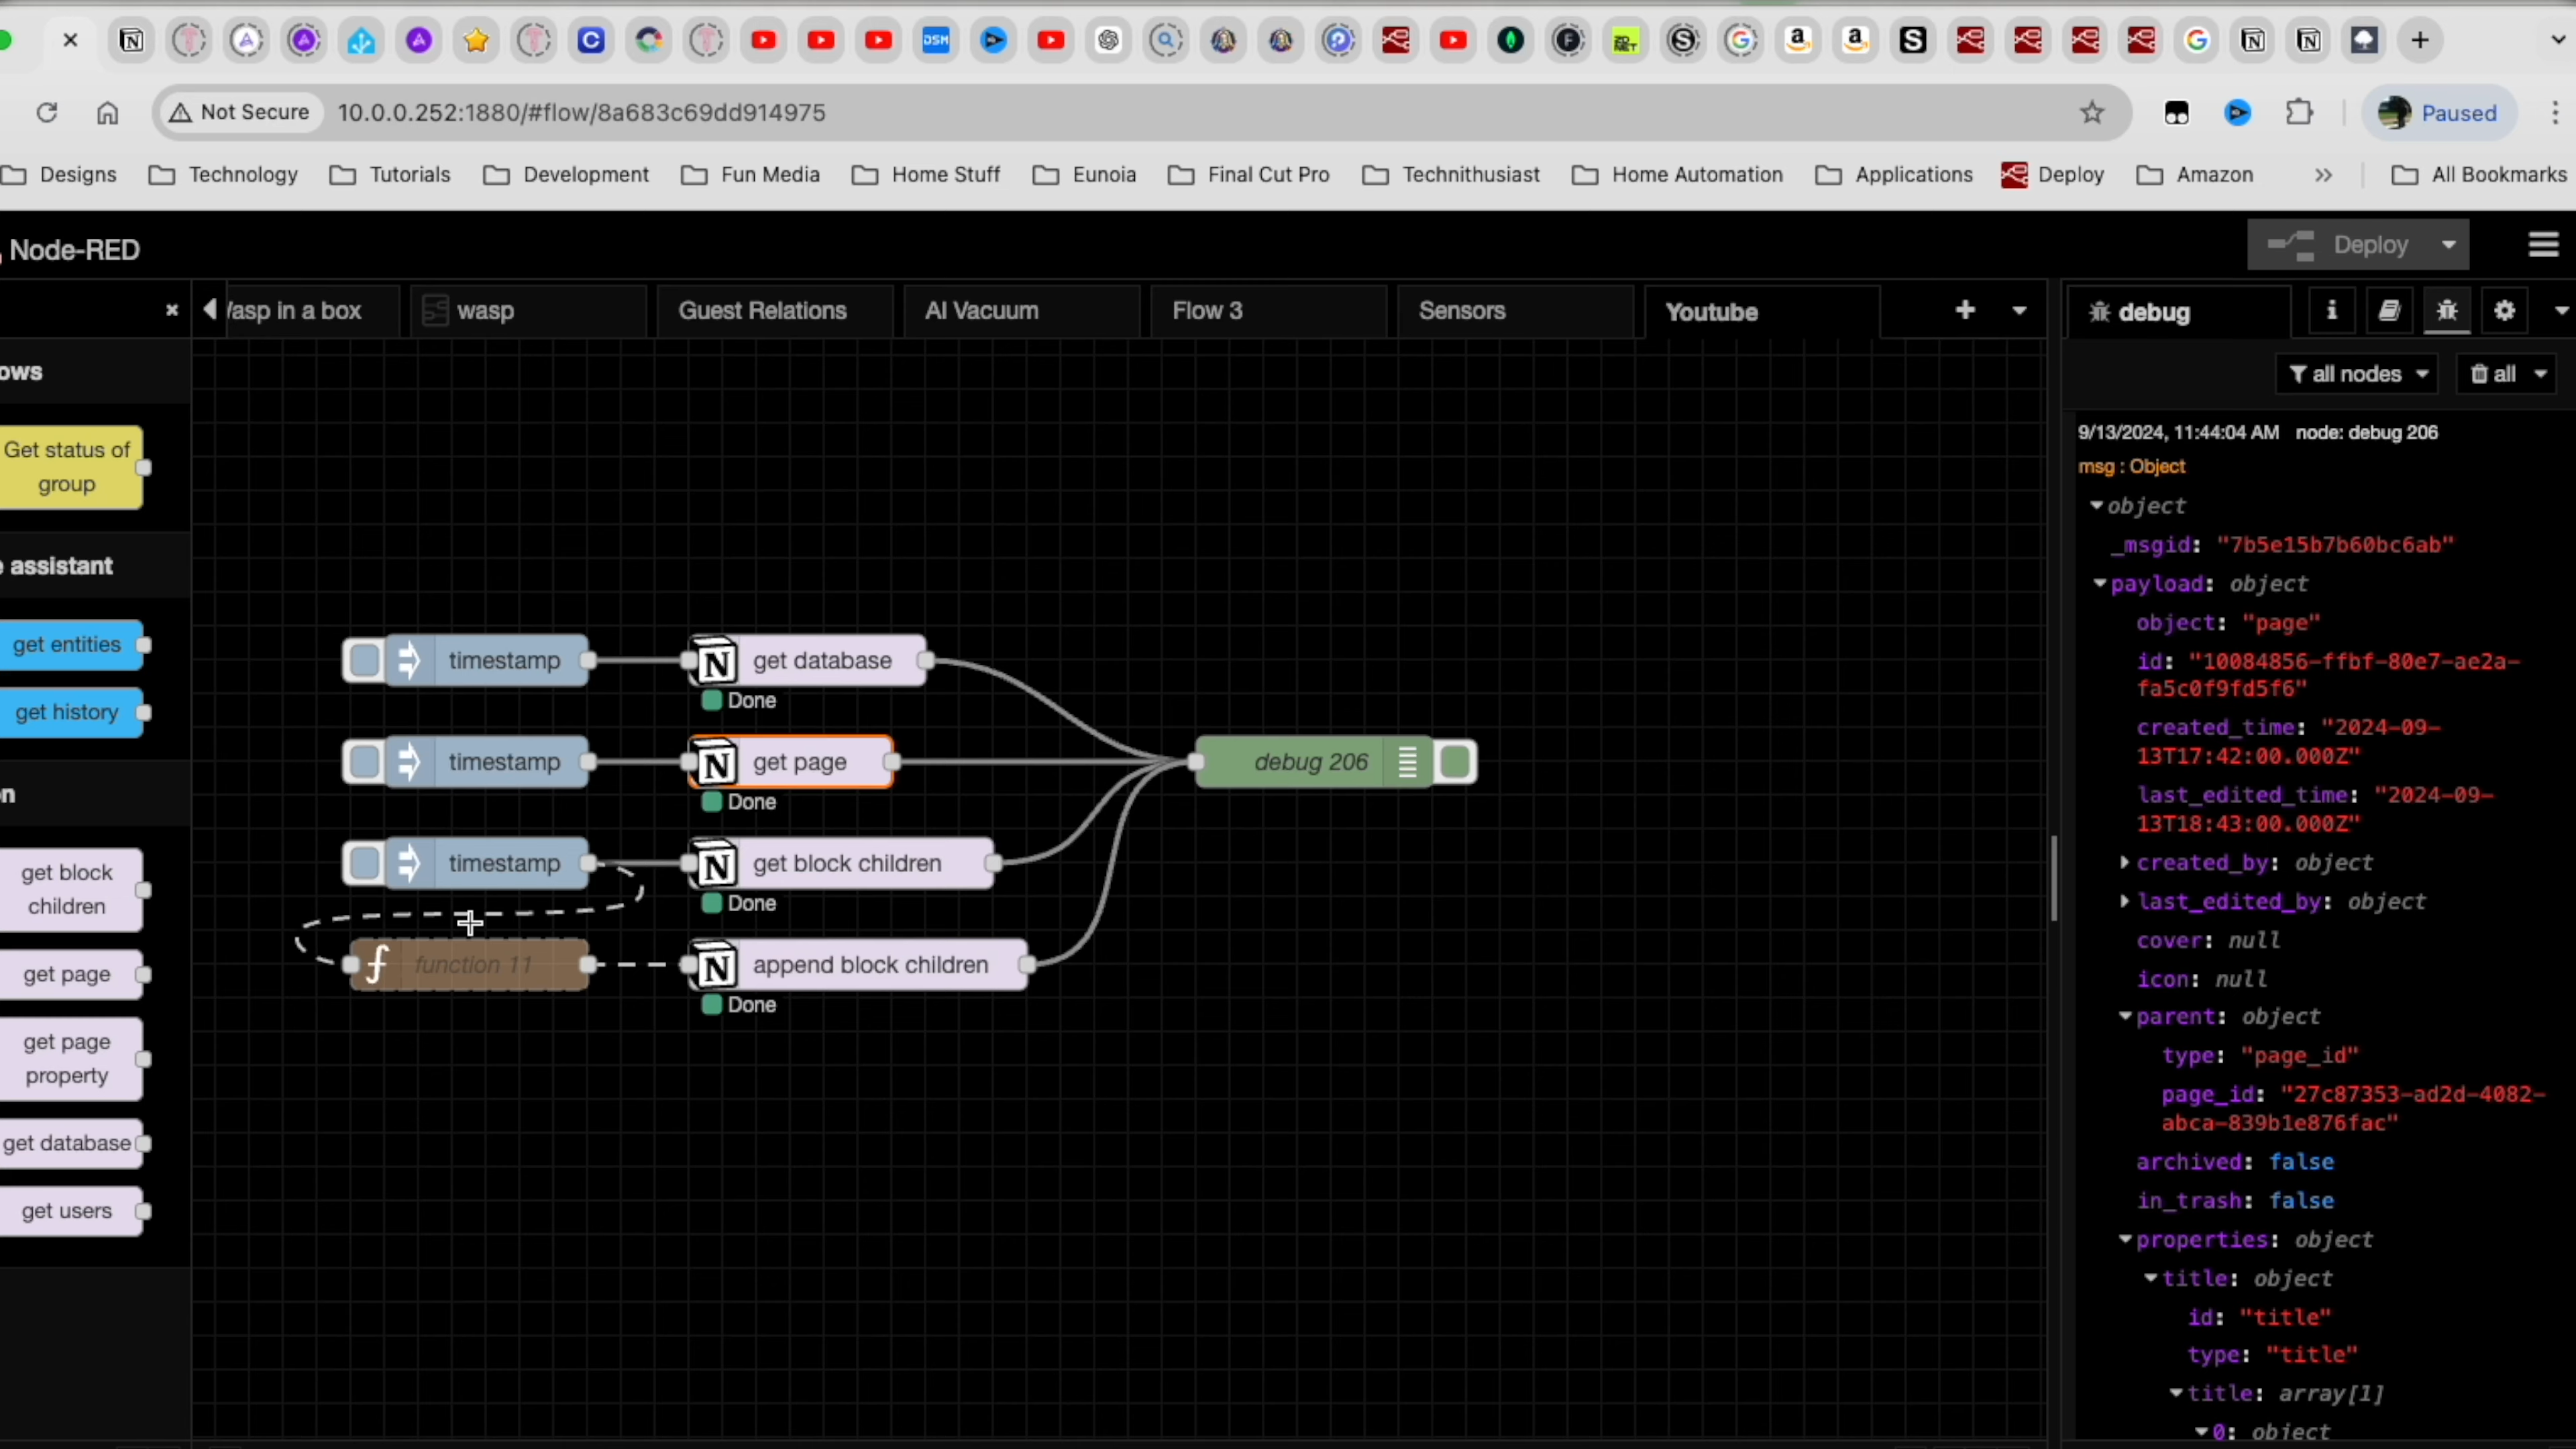 Not Secure 10.0.0.252:1880/#flow/8a683c69dd914975 Paused
Designs Technology Tutorials Development Fun Media Home Stuff Eunoia Final Cut Pro Technithusiast Home Automation Applications Deploy Amazon >> All Bookmarks
Node-RED Deploy
asp in a box wasp Guest Relations AI Vacuum Flow 3 Sensors Youtube debug
ows
all nodes all
Get status of
group
e assistant
get entities
get history
n
get block
children
get page
get page
property
get database
get users
timestamp get database
Done
timestamp get page debug 206
Done
timestamp get block children
Done
function 11 append block children
Done
9/13/2024, 11:44:04 AM node: debug 206
msg : Object
object
_msgid: "7b5e15b7b60bc6ab"
payload: object
object: "page"
id: "10084856-ffbf-80e7-ae2a-
fa5c0f9fd5f6"
created_time: "2024-09-
13T17:42:00.000Z"
last_edited_time: "2024-09-
13T18:43:00.000Z"
created_by: object
last_edited_by: object
cover: null
icon: null
parent: object
type: "page_id"
page_id: "27c87353-ad2d-4082-
abca-839b1e876fac"
archived: false
in_trash: false
properties: object
title: object
id: "title"
type: "title"
title: array[1]
0: object